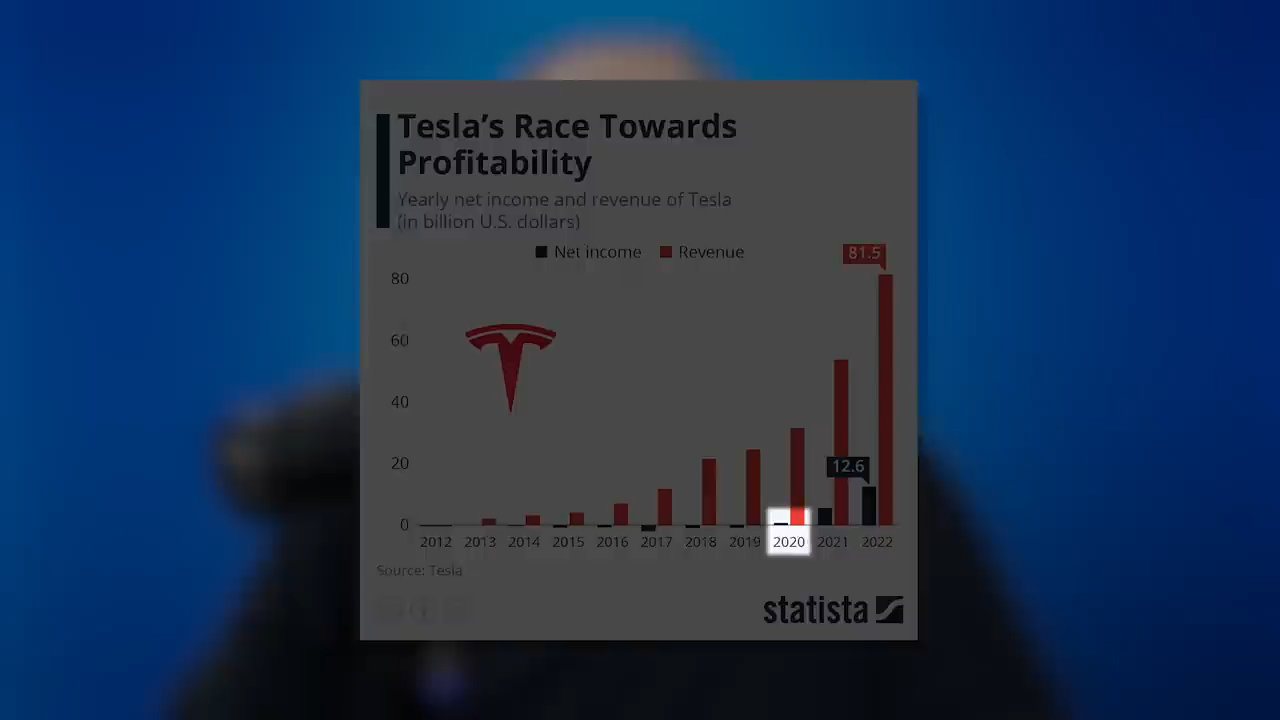 Tesla's Race Towards
Profitability
Yearly net income and revenue of Tesla
(in billion U.S. dollars)
Net income Revenue
81.5
80
60
40
12.6
20
0
2012 2013 2014 2015 2016 2017 2018 2019 2020 2021 2022
Source: Tesla
statista